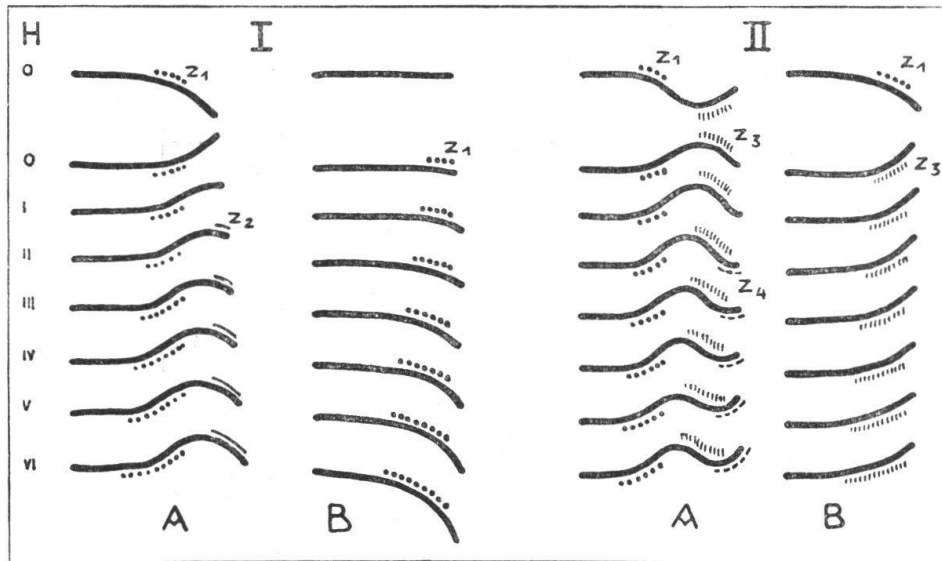 H I II
0 Z1 Z1 Z1
0 Z1 Z3 Z3
I
II Z2
III Z4
IV
V
VI
A B A B